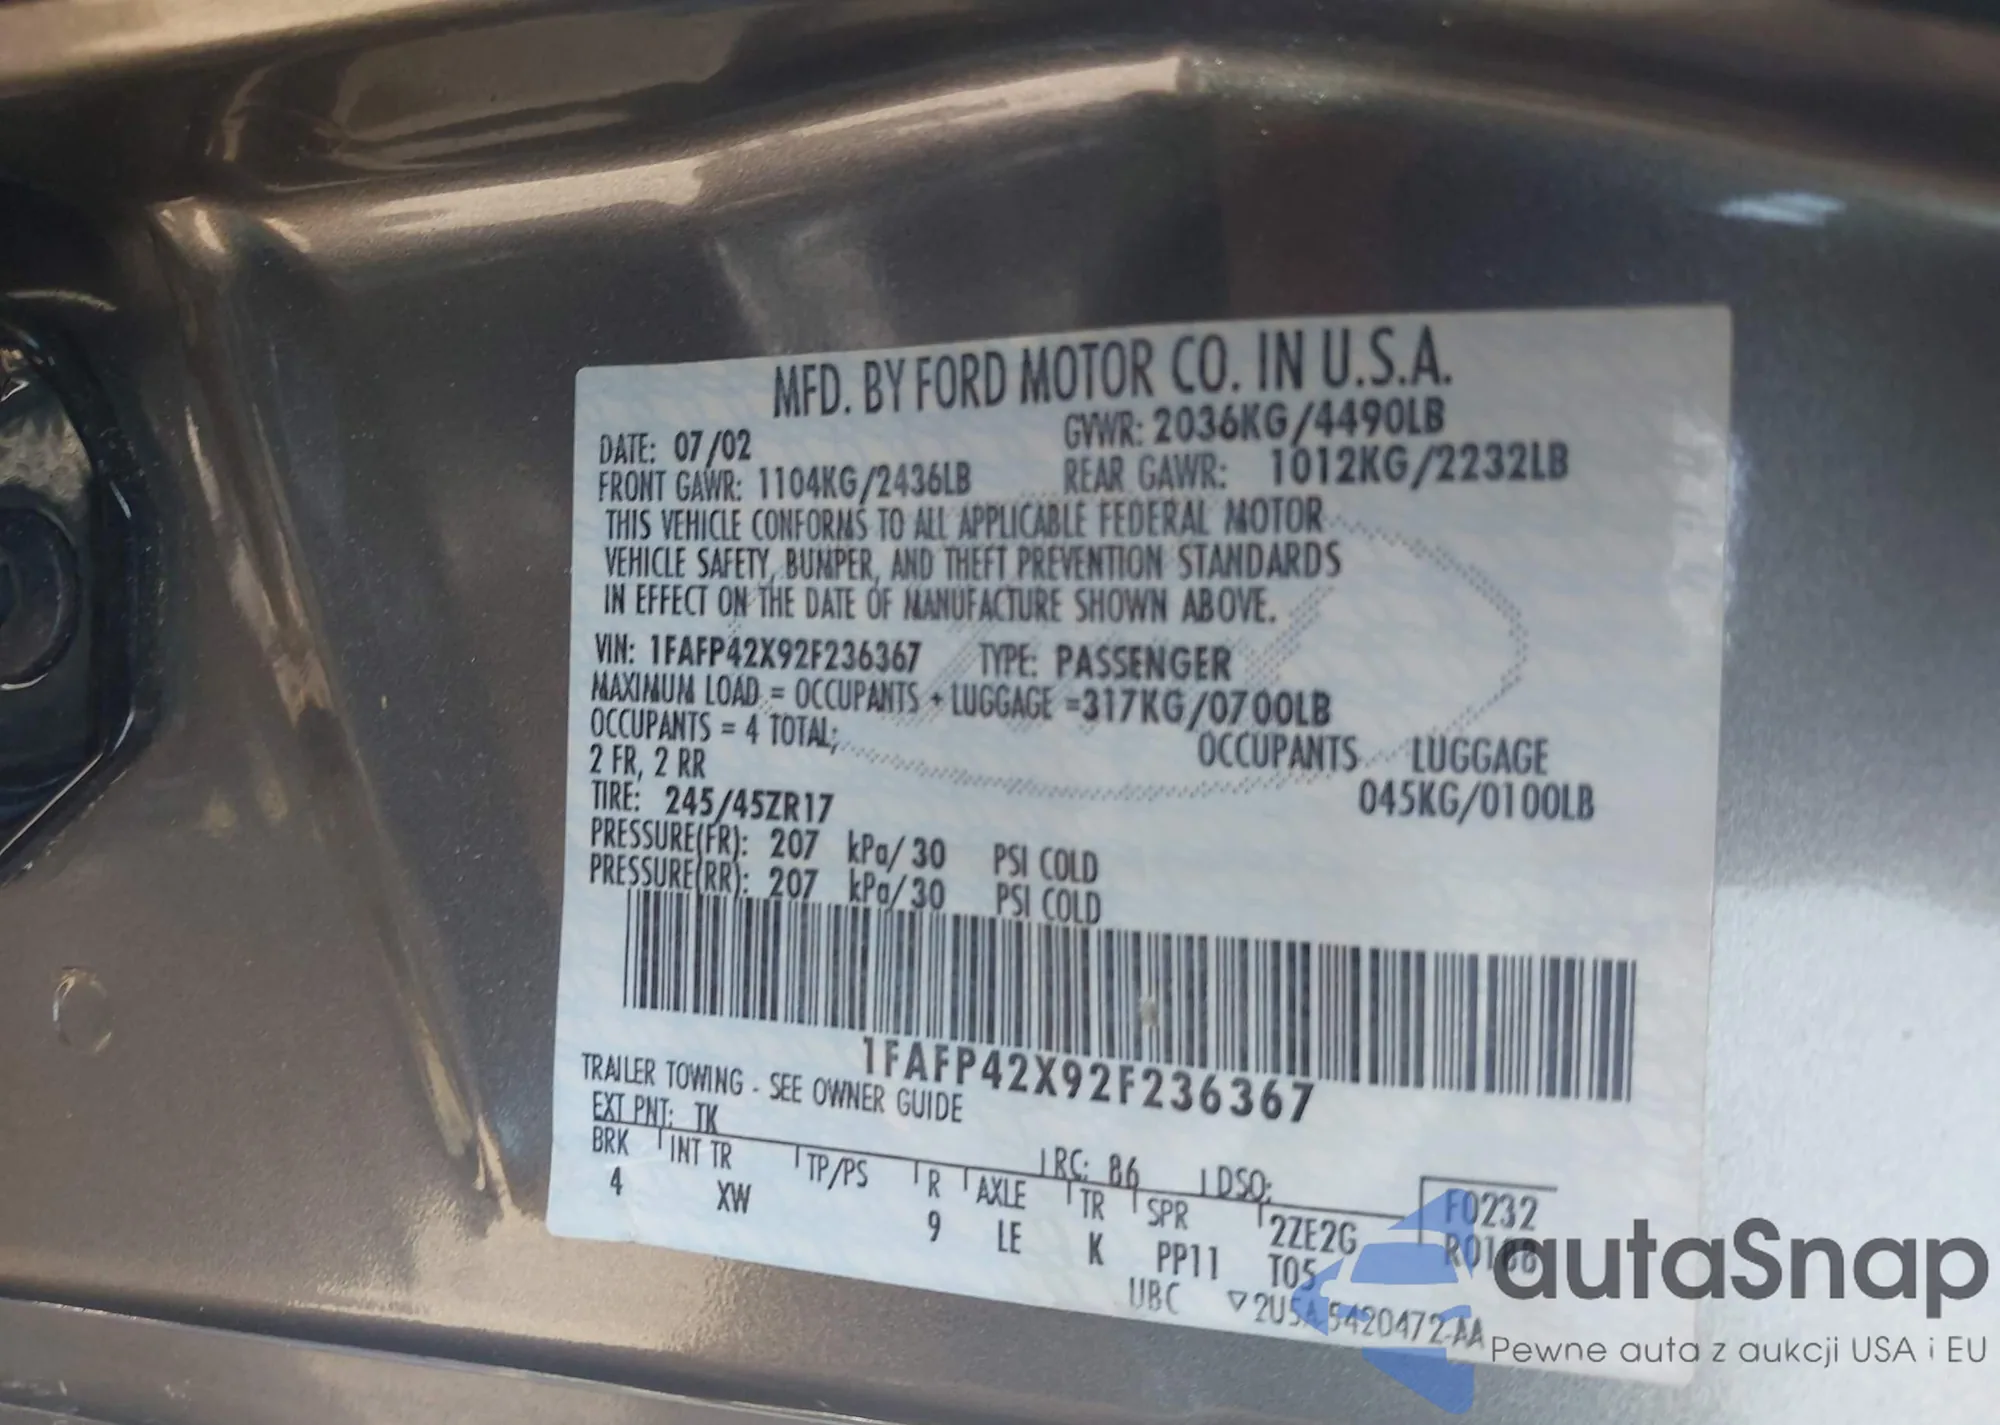 MFD. BY FORD MOTOR CO. IN U.S.A.
DATE: 07/02 GVWR: 2036KG/4490LB
FRONT GAWR: 1104KG/2436LB REAR GAWR: 1012KG/2232LB
THIS VEHICLE CONFORMS TO ALL APPLICABLE FEDERAL MOTOR
VEHICLE SAFETY, BUMPER, AND THEFT PREVENTION STANDARDS
IN EFFECT ON THE DATE OF MANUFACTURE SHOWN ABOVE.
VIN: 1FAFP42X92F236367 TYPE: PASSENGER
MAXIMUM LOAD = OCCUPANTS + LUGGAGE =317KG/0700LB
OCCUPANTS = 4 TOTAL; OCCUPANTS LUGGAGE
2 FR, 2 RR 045KG/0100LB
TIRE: 245/45ZR17
PRESSURE(FR): 207 kPa/30 PSI COLD
PRESSURE(RR): 207 kPa/30 PSI COLD
1FAFP42X92F236367
TRAILER TOWING - SEE OWNER GUIDE
EXT PNT: TK RC: 86 DSO: F0232
BRK INT TR TP/PS R AXLE TR SPR 2ZE2G
4 XW 9 LE K PP11 T05
UBC ▽2U5A-5420472-AA
autaSnap
Pewne auta z aukcji USA i EU